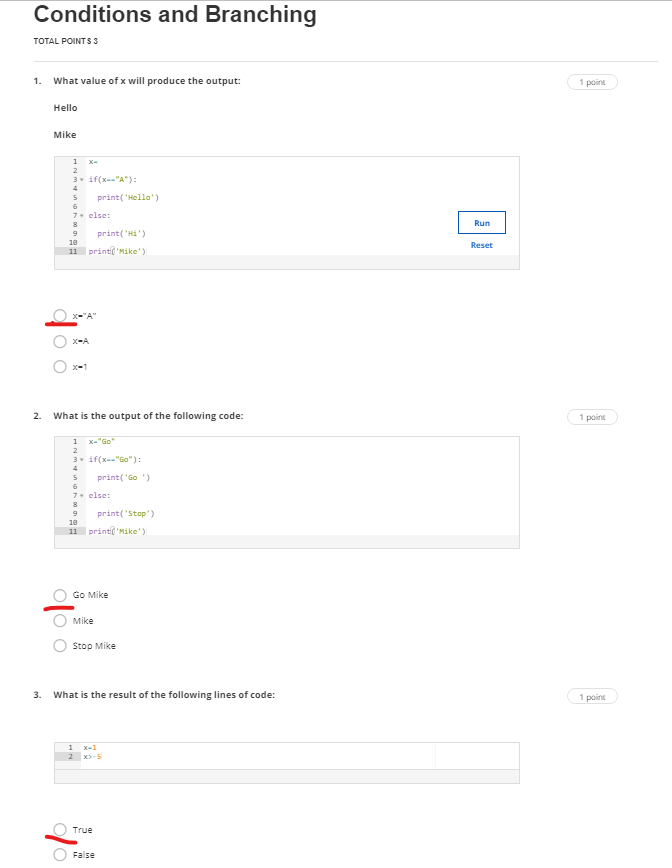 Conditions and Branching
TOTAL POINTS 3
1. What value of x will produce the output:
1 point
Hello
Mike
1 x=
2
3 if(x=="A"):
4
5 print('Hello')
6
7 else:
8
9 print('Hi')
10
11 print('Mike')
Run
Reset
x="A"
x=A
x=1
2. What is the output of the following code:
1 point
1 x="Go"
2
3 if(x=="Go"):
4
5 print('Go ')
6
7 else:
8
9 print('Stop')
10
11 print('Mike')
Go Mike
Mike
Stop Mike
3. What is the result of the following lines of code:
1 point
1 x=1
2 x>-5
True
False